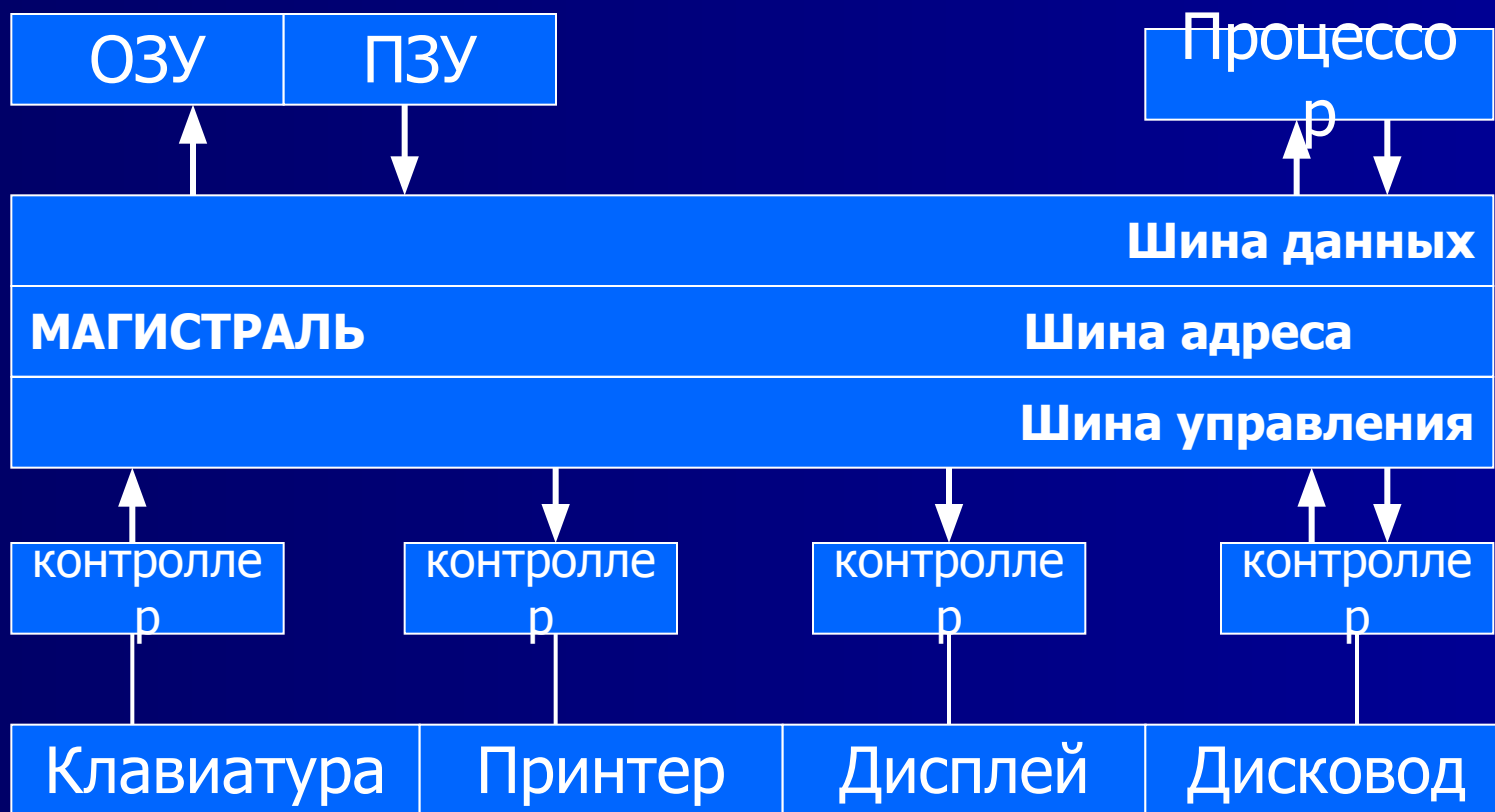 ОЗУ
ПЗУ
Процессо
р
Шина данных
МАГИСТРАЛЬ
Шина адреса
Шина управления
контролле
р
контролле
р
контролле
р
контролле
р
Клавиатура
Принтер
Дисплей
Дисковод